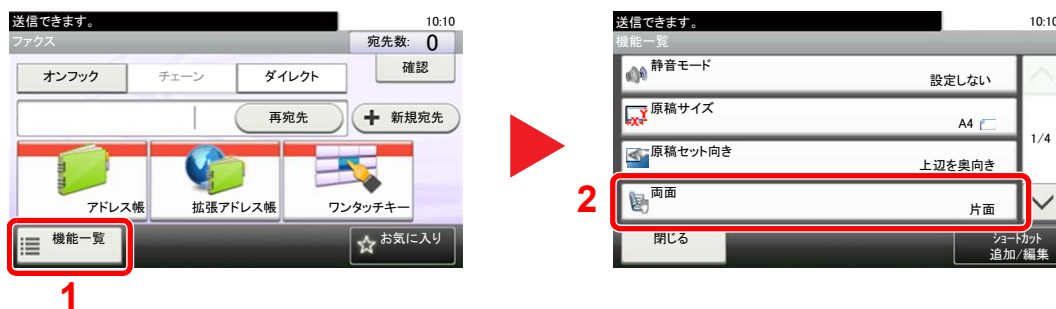 送信できます。
10:10
ファクス
宛先数: 0
オンフック
チェーン
ダイレクト
確認
再宛先
新規宛先
アドレス帳
拡張アドレス帳
ワンタッチキー
機能一覧
お気に入り
1
送信できます。
10:10
機能一覧
静音モード
設定しない
原稿サイズ
A4
1/4
原稿セット向き
上辺を奥向き
2
両面
片面
閉じる
ショートカット
追加/編集